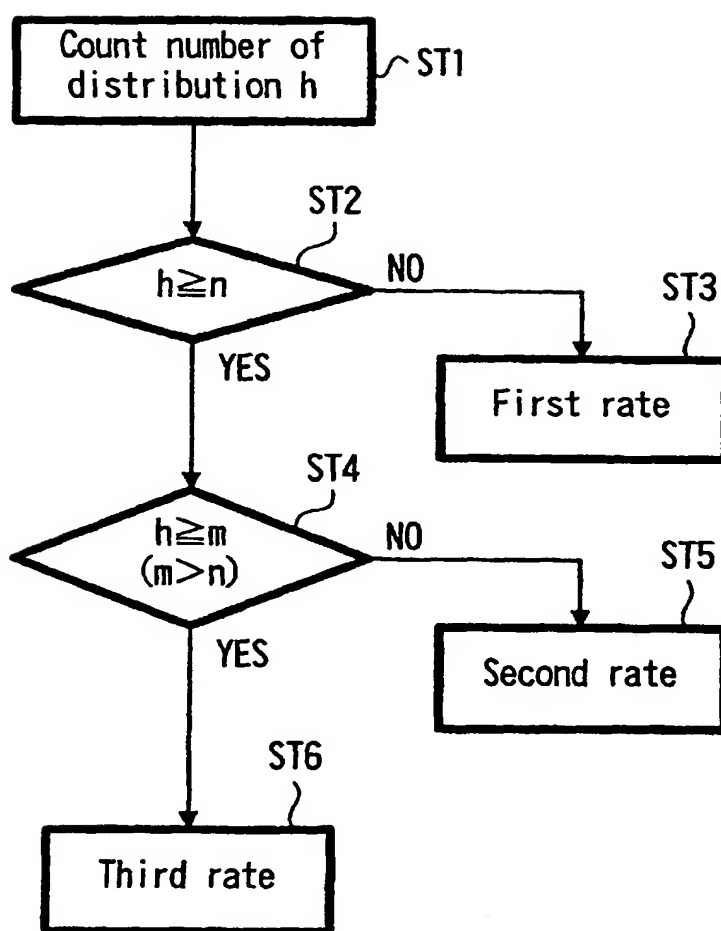 Count number of
distribution h
ST1
ST2
h≧n
NO
YES
ST3
First rate
ST4
h≧m
(m>n)
NO
YES
ST5
Second rate
ST6
Third rate